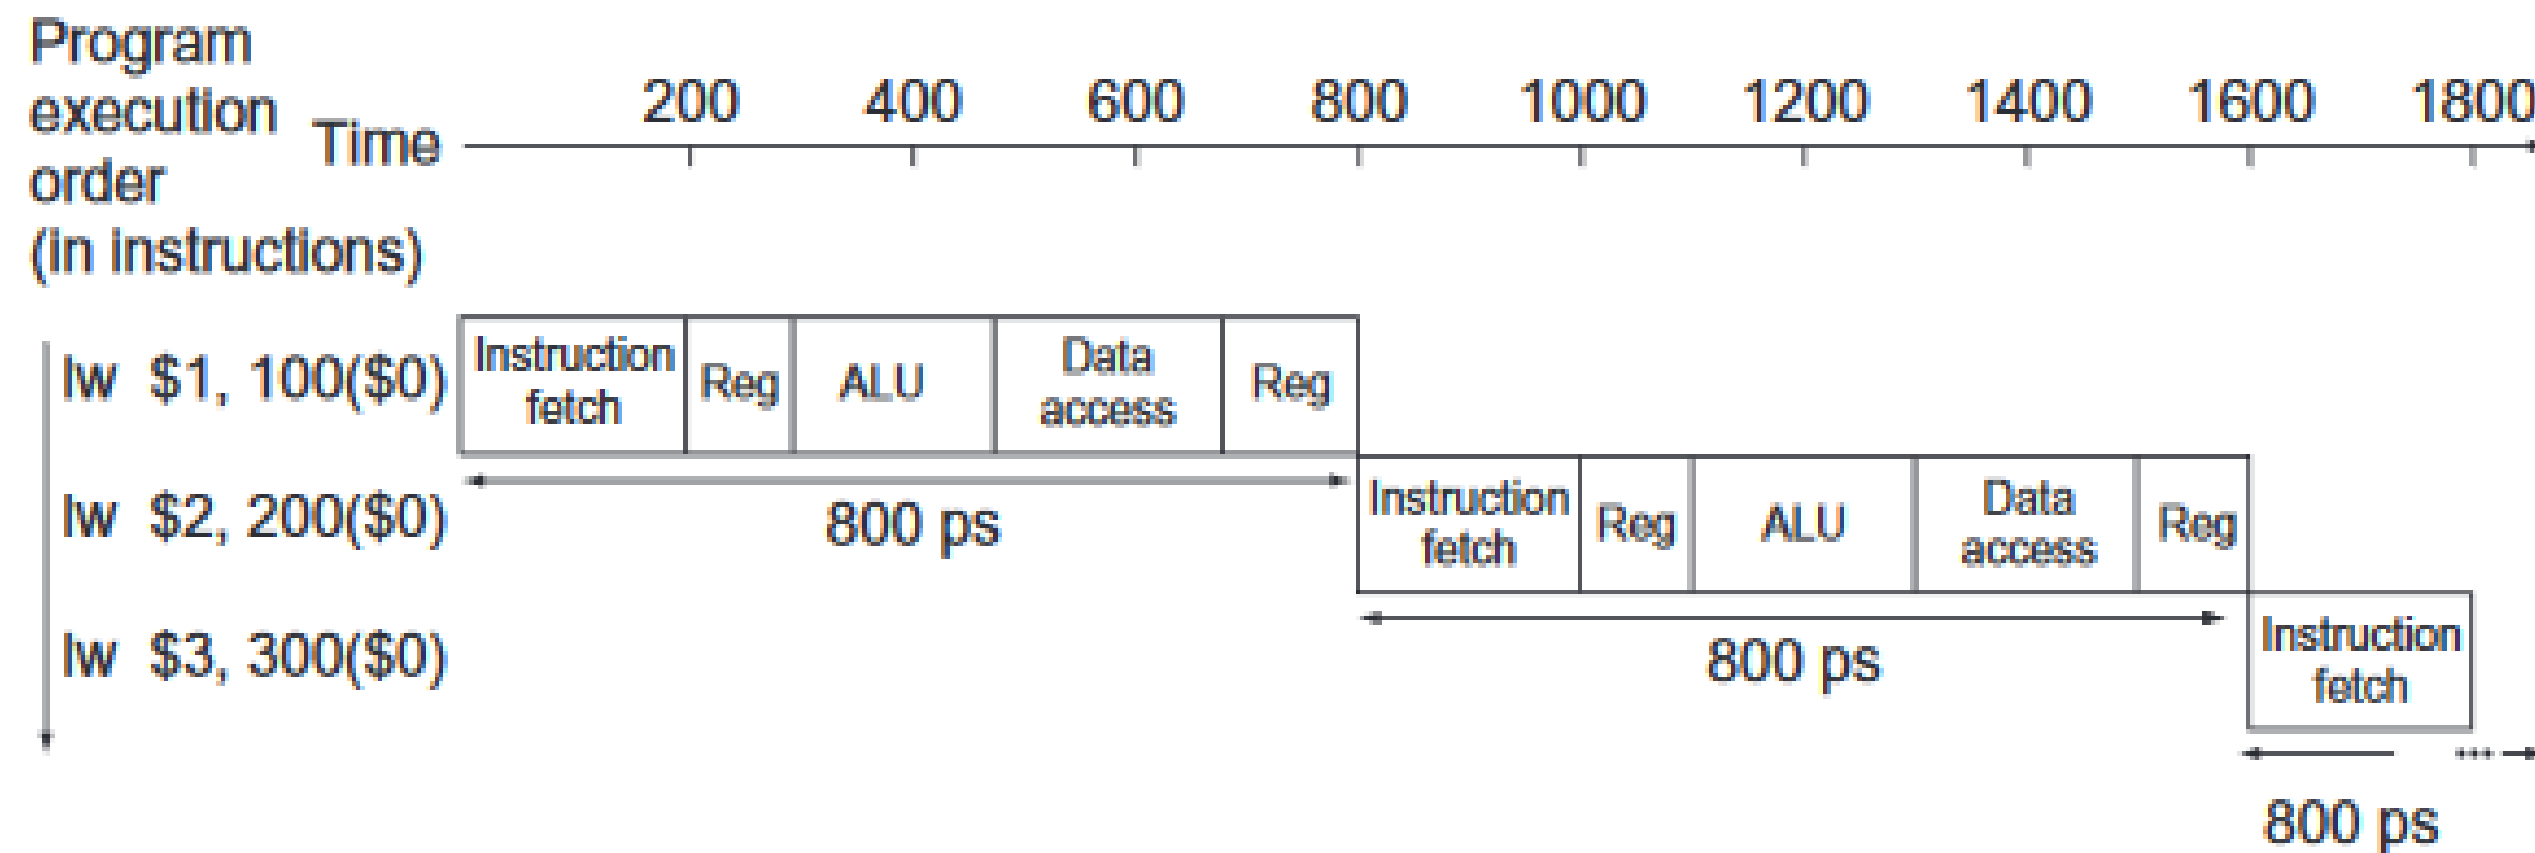 Program
execution
order
(in instructions)
Time
200 400 600 800 1000 1200 1400 1600 1800
lw $1, 100($0)
Instruction
fetch
Reg
ALU
Data
access
Reg
800 ps
lw $2, 200($0)
Instruction
fetch
Reg
ALU
Data
access
Reg
800 ps
lw $3, 300($0)
Instruction
fetch
...
800 ps